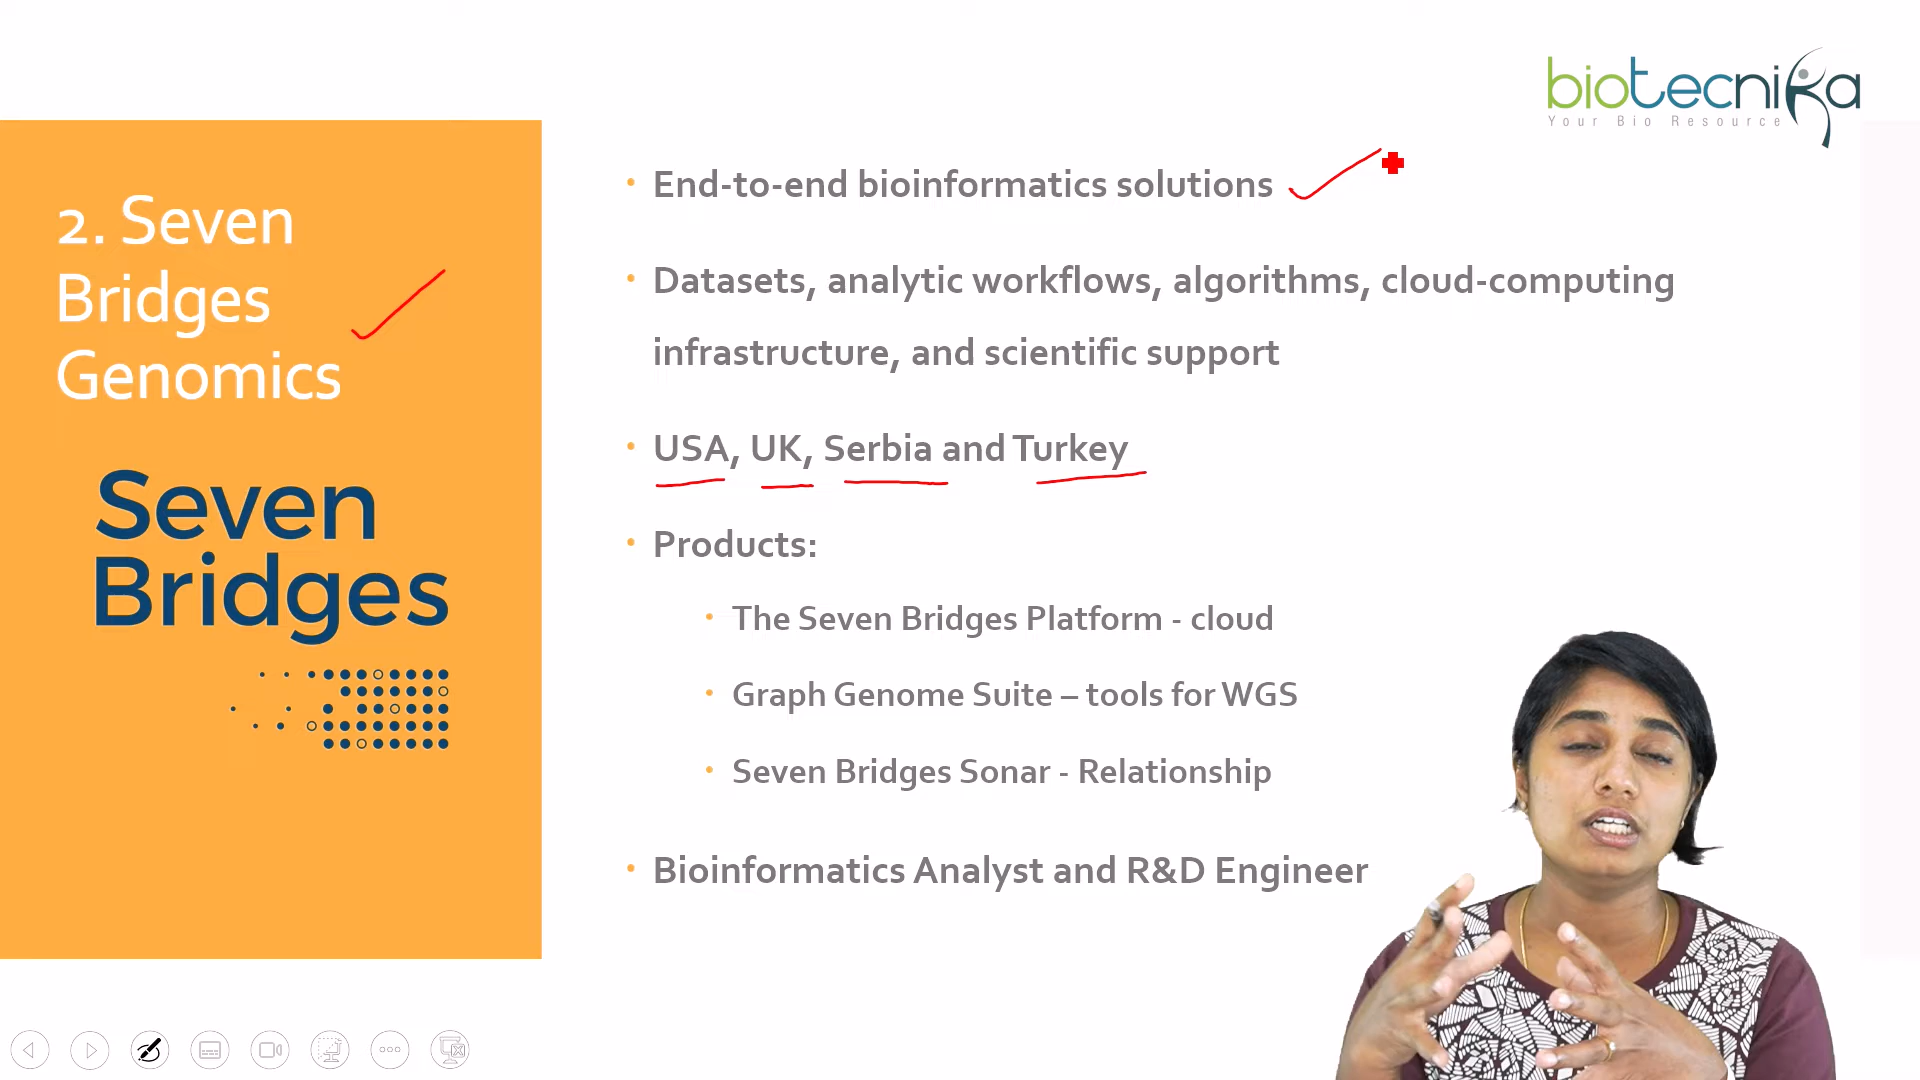 biotecnika
Your Bio Resource
2. Seven
Bridges
Genomics
Seven
Bridges
• End-to-end bioinformatics solutions
• Datasets, analytic workflows, algorithms, cloud-computing
infrastructure, and scientific support
• USA, UK, Serbia and Turkey
• Products:
• The Seven Bridges Platform - cloud
• Graph Genome Suite – tools for WGS
• Seven Bridges Sonar - Relationship
• Bioinformatics Analyst and R&D Engineer